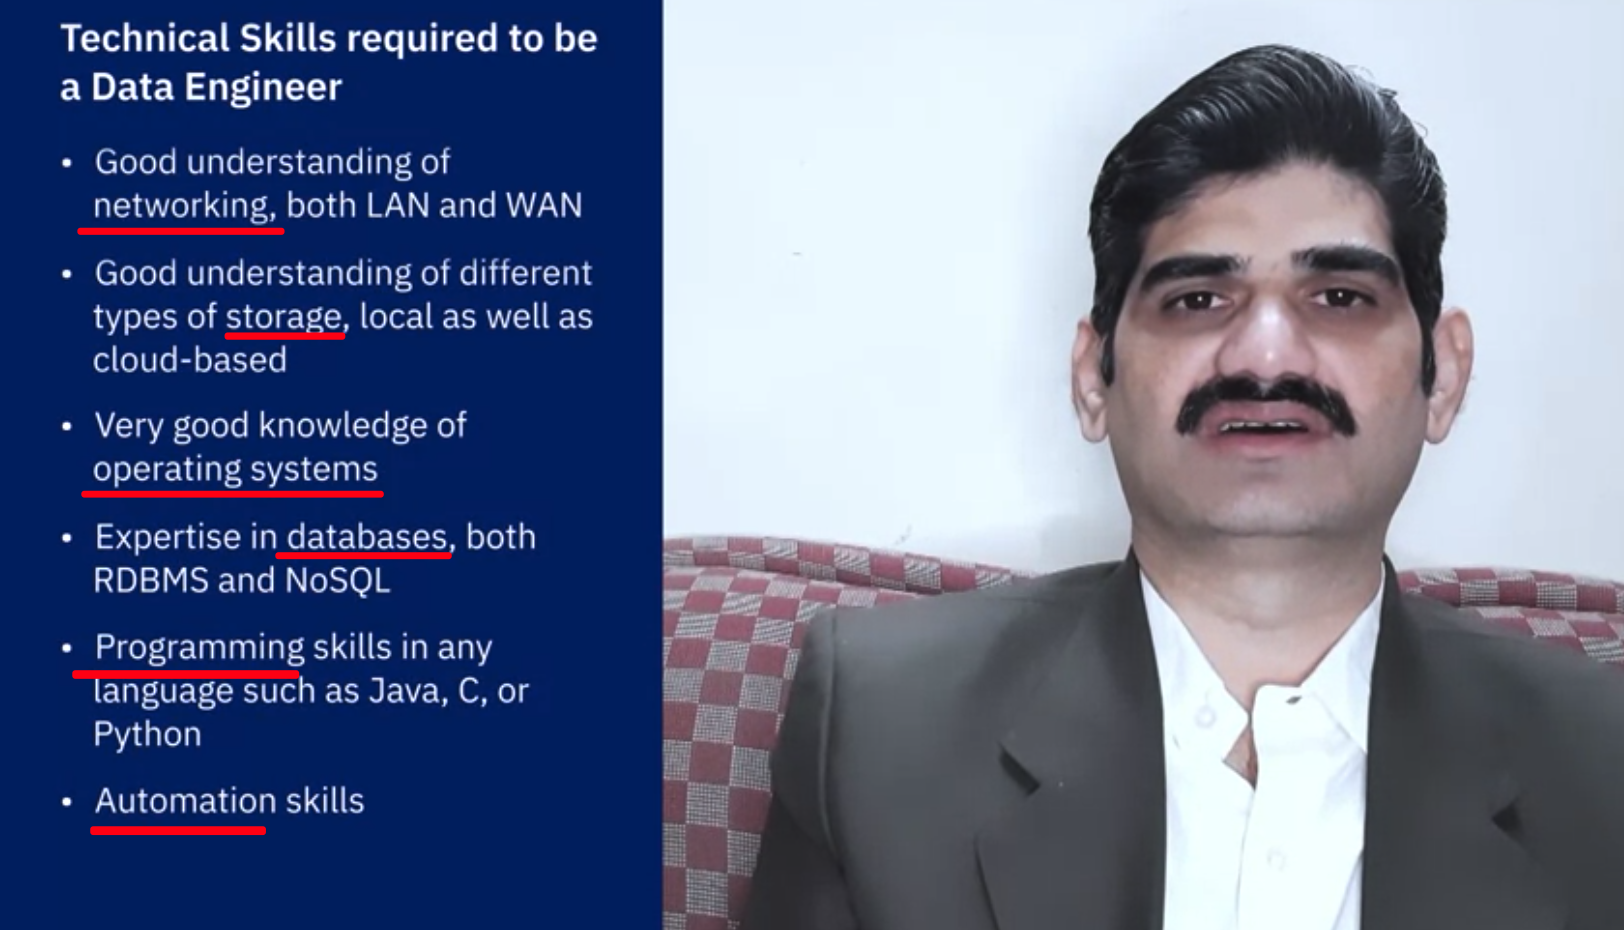 Technical Skills required to be
a Data Engineer
• Good understanding of
networking, both LAN and WAN
• Good understanding of different
types of storage, local as well as
cloud-based
• Very good knowledge of
operating systems
• Expertise in databases, both
RDBMS and NoSQL
• Programming skills in any
language such as Java, C, or
Python
• Automation skills